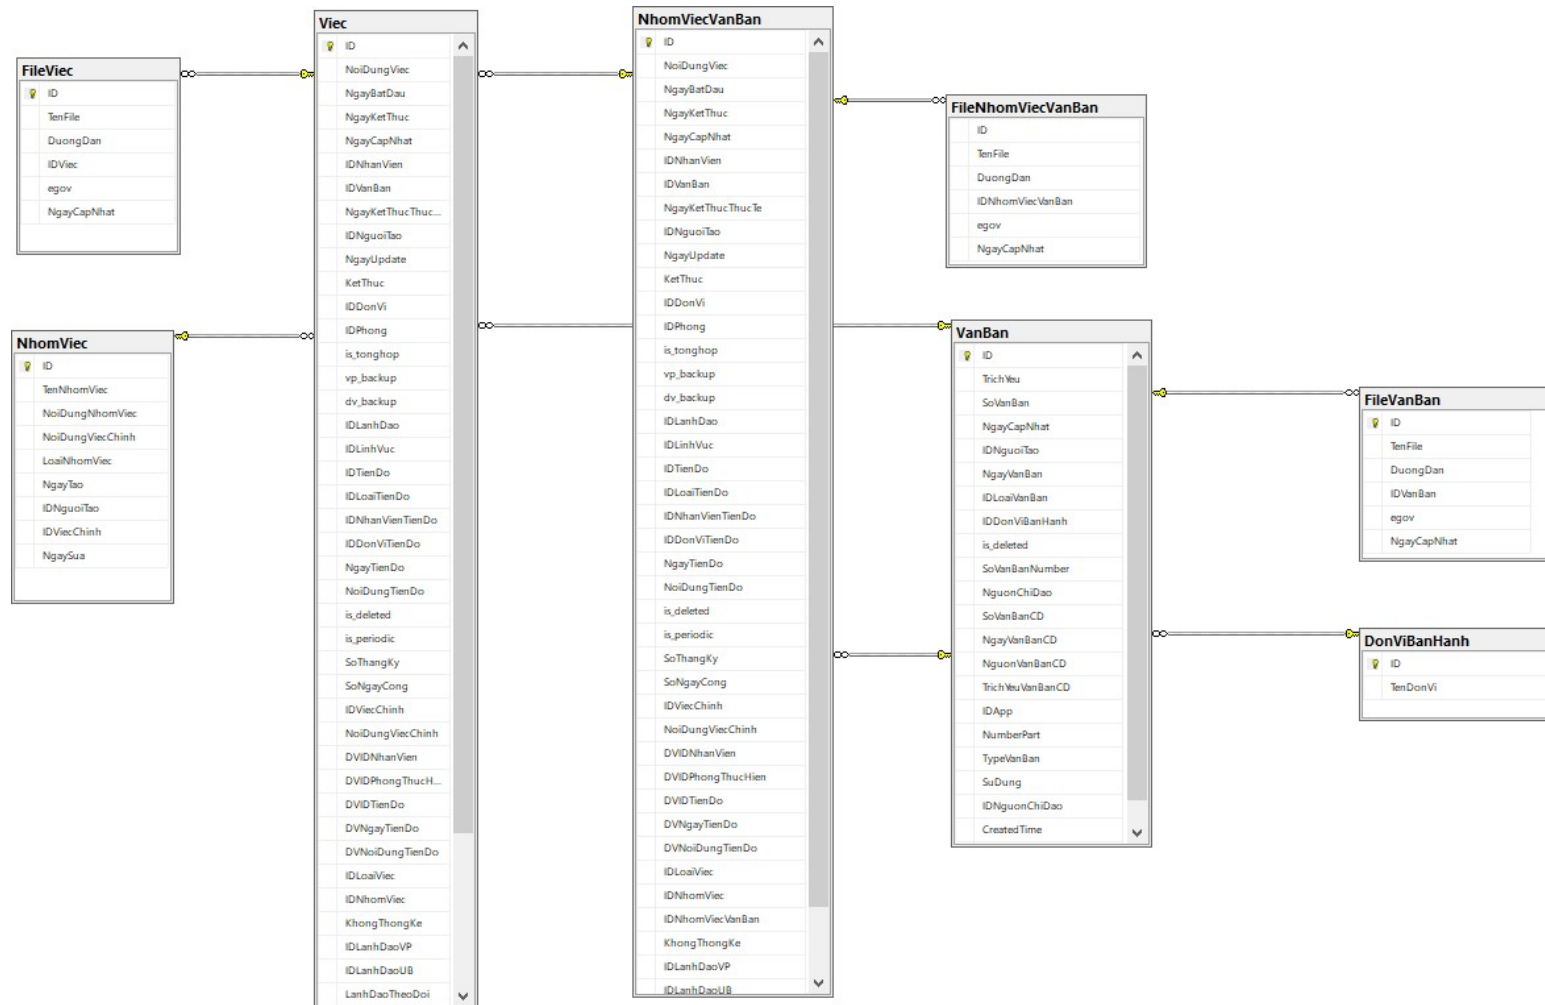 FileViec
ID
TenFile
DuongDan
IDViec
egov
NgayCapNhat
NhomViec
ID
TenNhomViec
NoiDungNhomViec
NoiDungViecChinh
LoaiNhomViec
NgayTao
IDNguoiTao
IDViecChinh
NgaySua
Viec
ID
NoiDungViec
NgayBatDau
NgayKetThuc
NgayCapNhat
IDNhanVien
IDVanBan
NgayKetThucThuc...
IDNguoiTao
NgayUpdate
KetThuc
IDDonVi
IDPhong
is_tonghop
vp_backup
dv_backup
IDLanhDao
IDLinhVuc
IDTienDo
IDLoaiTienDo
IDNhanVienTienDo
IDDonViTienDo
NgayTienDo
NoiDungTienDo
is_deleted
is_periodic
SoThangKy
SoNgayCong
IDViecChinh
NoiDungViecChinh
DVIDNhanVien
DVIDPhongThucH...
DVIDTienDo
DVNgayTienDo
DVNoiDungTienDo
IDLoaiViec
IDNhomViec
KhongThongKe
IDLanhDaoVP
IDLanhDaoUB
LanhDaoTheoDoi
NhomViecVanBan
ID
NoiDungViec
NgayBatDau
NgayKetThuc
NgayCapNhat
IDNhanVien
IDVanBan
NgayKetThucThucTe
IDNguoiTao
NgayUpdate
KetThuc
IDDonVi
IDPhong
is_tonghop
vp_backup
dv_backup
IDLanhDao
IDLinhVuc
IDTienDo
IDLoaiTienDo
IDNhanVienTienDo
IDDonViTienDo
NgayTienDo
NoiDungTienDo
is_deleted
is_periodic
SoThangKy
SoNgayCong
IDViecChinh
NoiDungViecChinh
DVIDNhanVien
DVIDPhongThucHien
DVIDTienDo
DVNgayTienDo
DVNoiDungTienDo
IDLoaiViec
IDNhomViec
IDNhomViecVanBan
KhongThongKe
IDLanhDaoVP
IDLanhDaoUB
FileNhomViecVanBan
ID
TenFile
DuongDan
IDNhomViecVanBan
egov
NgayCapNhat
VanBan
ID
TrichYeu
SoVanBan
NgayCapNhat
IDNguoiTao
NgayVanBan
IDLoaiVanBan
IDDonViBanHanh
is_deleted
SoVanBanNumber
NguonChiDao
SoVanBanCD
NgayVanBanCD
NguonVanBanCD
TrichYeuVanBanCD
IDApp
NumberPart
TypeVanBan
SuDung
IDNguonChiDao
CreatedTime
FileVanBan
ID
TenFile
DuongDan
IDVanBan
egov
NgayCapNhat
DonViBanHanh
ID
TenDonVi